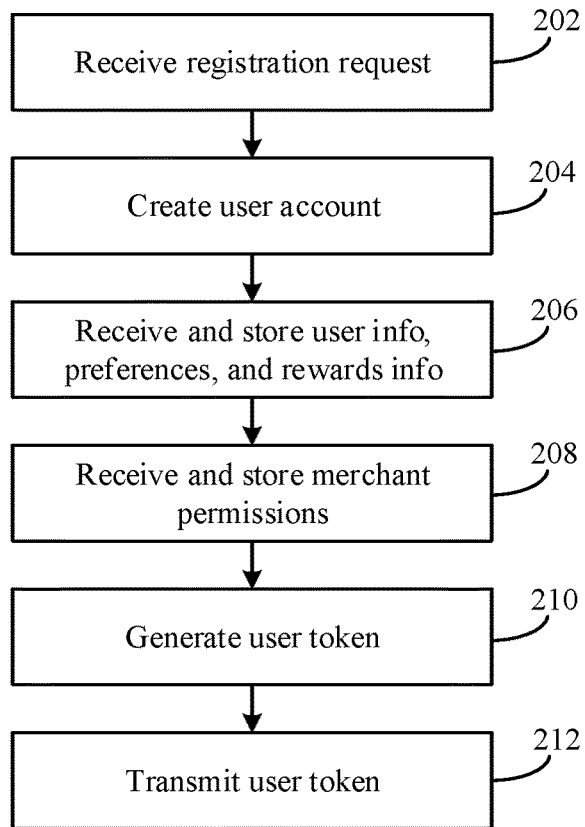 202
Receive registration request
204
Create user account
206
Receive and store user info,
preferences, and rewards info
208
Receive and store merchant
permissions
210
Generate user token
212
Transmit user token